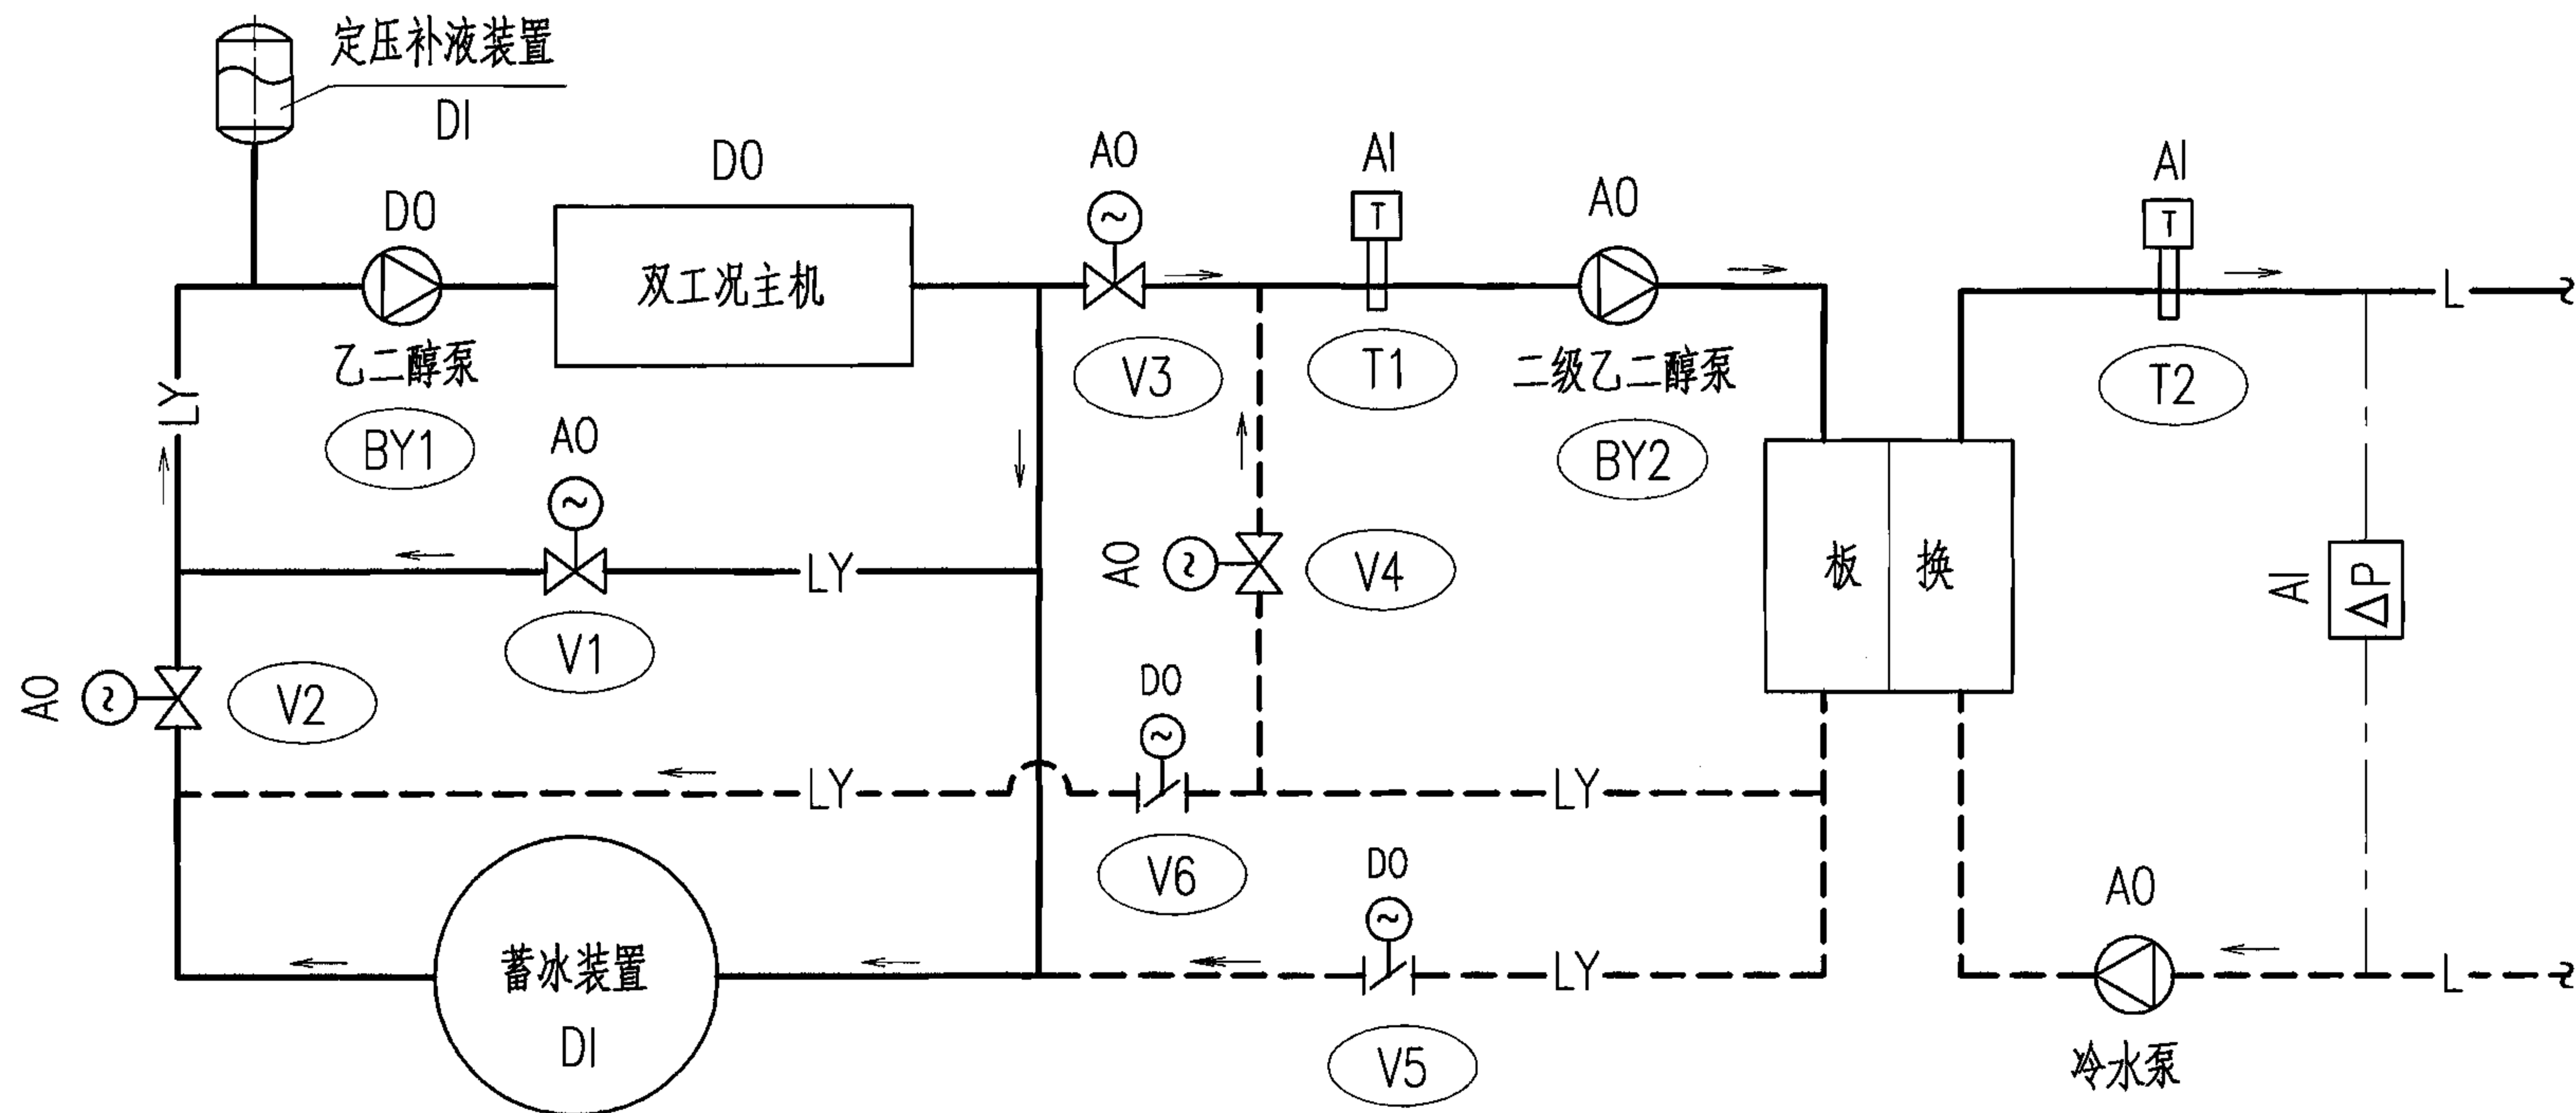 定压补液装置
DI
DO
DO
AO
AI
AO
AI
T
T
双工况主机
乙二醇泵
BY1
V3
T1
二级乙二醇泵
BY2
T2
L
LY
AO
V1
LY
AO
V4
板 换
AI
ΔP
AO
V2
DO
V6
LY
LY
DO
V5
LY
蓄冰装置
DI
AO
冷水泵
L